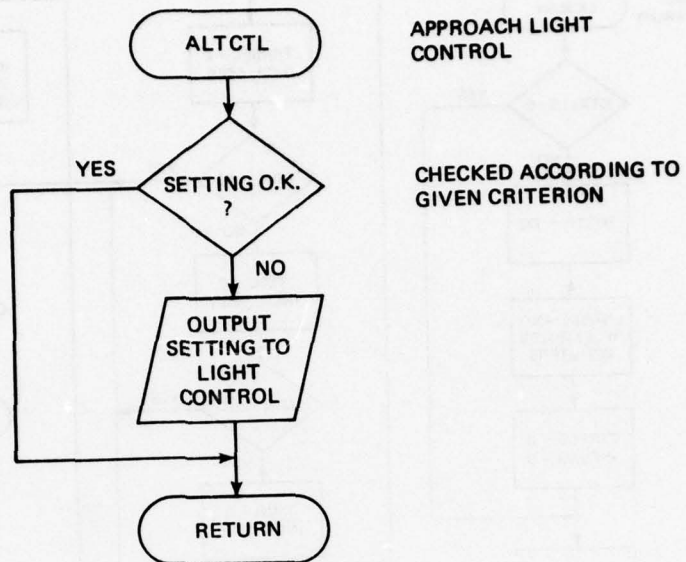 ALTCTL
APPROACH LIGHT
CONTROL
YES
SETTING O.K.
?
CHECKED ACCORDING TO
GIVEN CRITERION
NO
OUTPUT
SETTING TO
LIGHT
CONTROL
RETURN